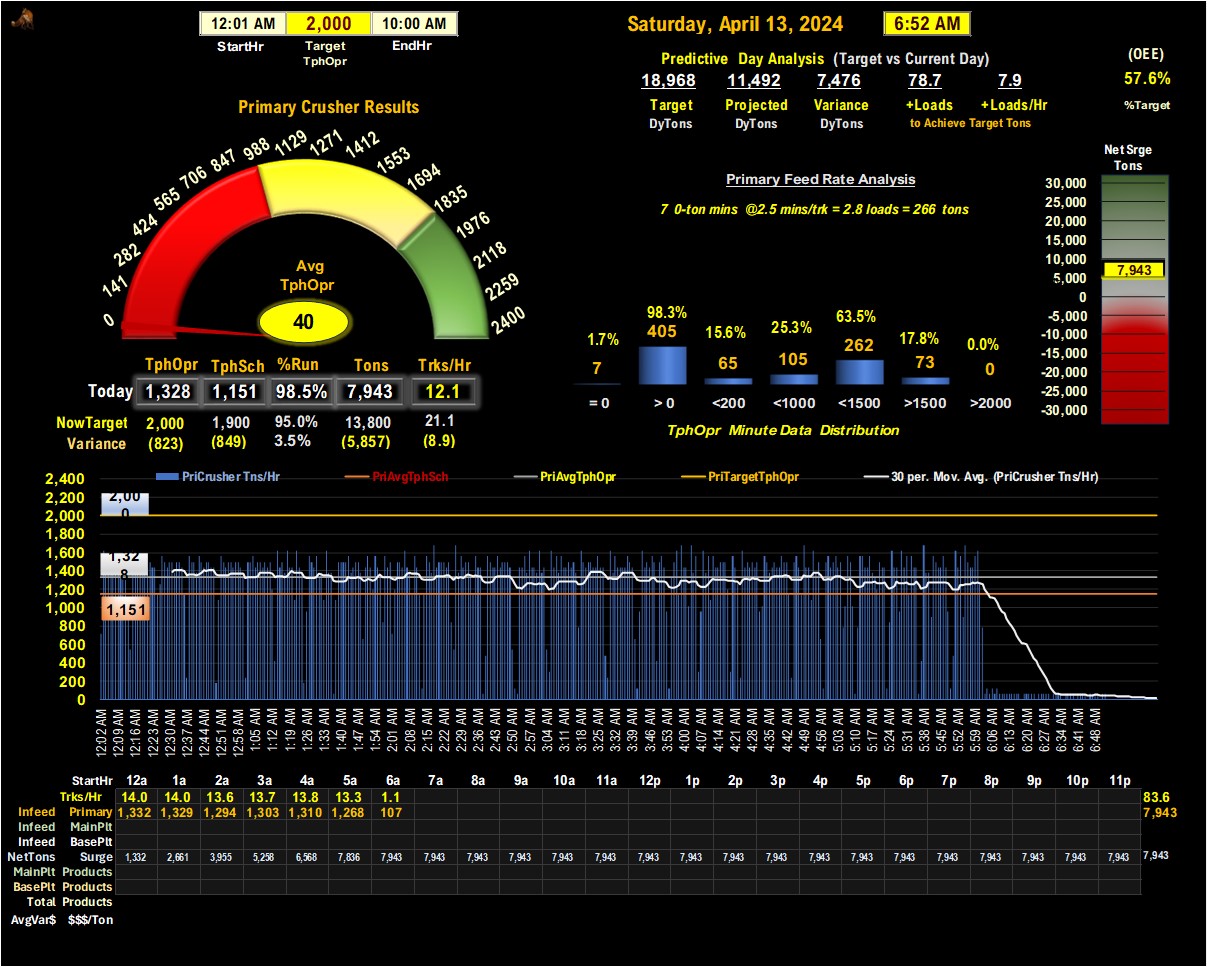 12:01 AM 2,000 10:00 AM
StartHr Target TphOpr EndHr
Saturday, April 13, 2024 6:52 AM
Predictive Day Analysis (Target vs Current Day)
18,968 11,492 7,476 78.7 7.9
Target Projected Variance +Loads +Loads/Hr
DyTons DyTons DyTons to Achieve Target Tons
(OEE)
57.6%
%Target
Primary Crusher Results
0 141 282 424 565 706 847 988 1129 1271 1412 1553 1694 1835 1976 2118 2259 2400
Avg
TphOpr
40
Primary Feed Rate Analysis
7 0-ton mins @2.5 mins/trk = 2.8 loads = 266 tons
Net Srge
Tons
30,000
25,000
20,000
15,000
10,000
7,943
5,000
0
-5,000
-10,000
-15,000
-20,000
-25,000
-30,000
1.7% 98.3% 15.6% 25.3% 63.5% 17.8% 0.0%
7 405 65 105 262 73 0
= 0 > 0 <200 <1000 <1500 >1500 >2000
TphOpr Minute Data Distribution
TphOpr TphSch %Run Tons Trks/Hr
Today 1,328 1,151 98.5% 7,943 12.1
NowTarget 2,000 1,900 95.0% 13,800 21.1
Variance (823) (849) 3.5% (5,857) (8.9)
PriCrusher Tns/Hr PriAvgTphSch PriAvgTphOpr PriTargetTphOpr 30 per. Mov. Avg. (PriCrusher Tns/Hr)
2,400
2,200
2,000
1,800
1,600
1,400
1,200
1,000
800
600
400
200
0
2,00
0
1,32
8
1,151
12:02 AM 12:09 AM 12:16 AM 12:23 AM 12:30 AM 12:37 AM 12:44 AM 12:51 AM 12:58 AM 1:05 AM 1:12 AM 1:19 AM 1:26 AM 1:33 AM 1:40 AM 1:47 AM 1:54 AM 2:01 AM 2:08 AM 2:15 AM 2:22 AM 2:29 AM 2:36 AM 2:43 AM 2:50 AM 2:57 AM 3:04 AM 3:11 AM 3:18 AM 3:25 AM 3:32 AM 3:39 AM 3:46 AM 3:53 AM 4:00 AM 4:07 AM 4:14 AM 4:21 AM 4:28 AM 4:35 AM 4:42 AM 4:49 AM 4:56 AM 5:03 AM 5:10 AM 5:17 AM 5:24 AM 5:31 AM 5:38 AM 5:45 AM 5:52 AM 5:59 AM 6:06 AM 6:13 AM 6:20 AM 6:27 AM 6:34 AM 6:41 AM 6:48 AM
StartHr 12a 1a 2a 3a 4a 5a 6a 7a 8a 9a 10a 11a 12p 1p 2p 3p 4p 5p 6p 7p 8p 9p 10p 11p
Trks/Hr 14.0 14.0 13.6 13.7 13.8 13.3 1.1 83.6
Infeed Primary 1,332 1,329 1,294 1,303 1,310 1,268 107 7,943
Infeed MainPlt
Infeed BasePlt
NetTons Surge 1,332 2,661 3,955 5,258 6,568 7,836 7,943 7,943 7,943 7,943 7,943 7,943 7,943 7,943 7,943 7,943 7,943 7,943 7,943 7,943 7,943 7,943 7,943 7,943 7,943
MainPlt Products
BasePlt Products
Total Products
AvgVar$ $$$/Ton